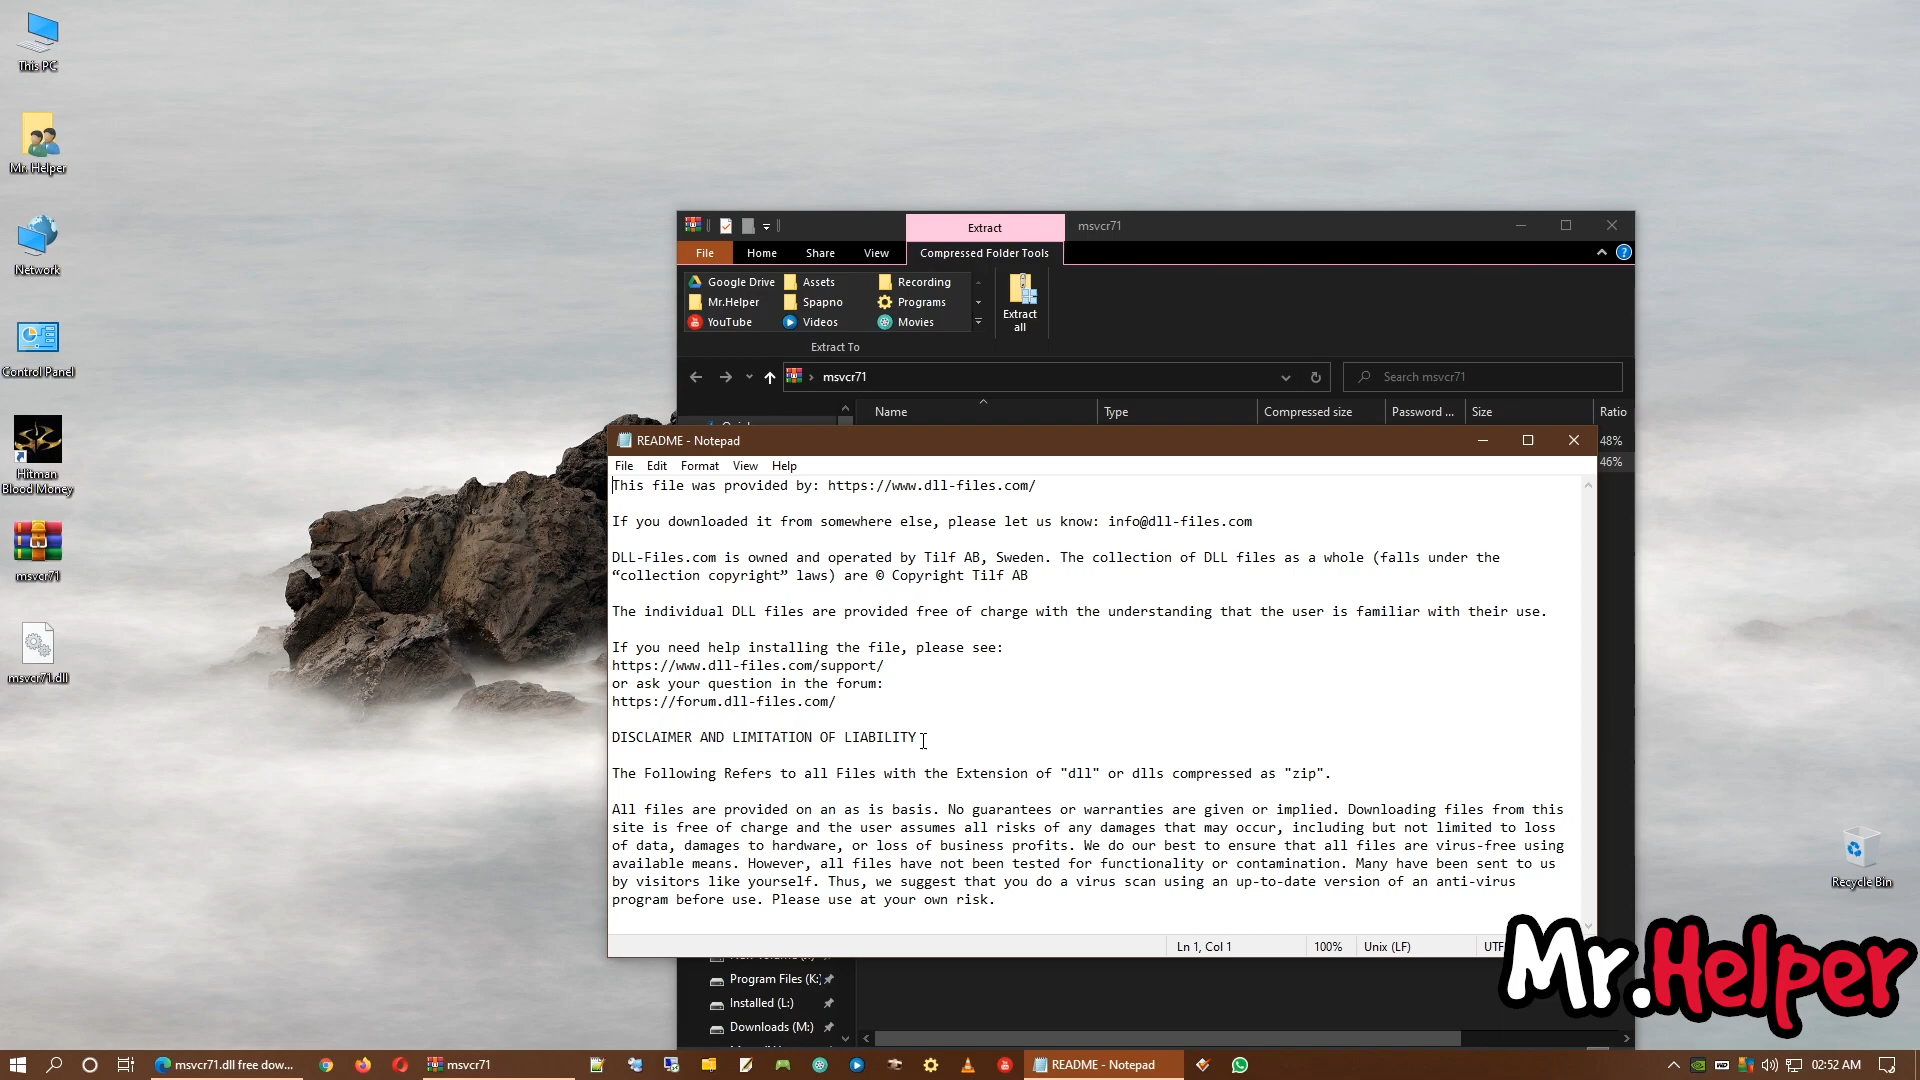 This PC
Mr. Helper
Network
Control Panel
Hitman
Blood Money
msvcr71
msvcr71.dll
Recycle Bin
Extract
msvcr71
File
Home
Share
View
Compressed Folder Tools
Google Drive
Assets
Recording
Mr.Helper
Spapno
Programs
YouTube
Videos
Movies
Extract
all
Extract To
msvcr71
Search msvcr71
Name
Type
Compressed size
Password ...
Size
Ratio
48%
46%
README - Notepad
File Edit Format View Help
This file was provided by: https://www.dll-files.com/
If you downloaded it from somewhere else, please let us know: info@dll-files.com
DLL-Files.com is owned and operated by Tilf AB, Sweden. The collection of DLL files as a whole (falls under the
“collection copyright” laws) are © Copyright Tilf AB
The individual DLL files are provided free of charge with the understanding that the user is familiar with their use.
If you need help installing the file, please see:
https://www.dll-files.com/support/
or ask your question in the forum:
https://forum.dll-files.com/
DISCLAIMER AND LIMITATION OF LIABILITY
The Following Refers to all Files with the Extension of "dll" or dlls compressed as "zip".
All files are provided on an as is basis. No guarantees or warranties are given or implied. Downloading files from this
site is free of charge and the user assumes all risks of any damages that may occur, including but not limited to loss
of data, damages to hardware, or loss of business profits. We do our best to ensure that all files are virus-free using
available means. However, all files have not been tested for functionality or contamination. Many have been sent to us
by visitors like yourself. Thus, we suggest that you do a virus scan using an up-to-date version of an anti-virus
program before use. Please use at your own risk.
Ln 1, Col 1
100%
Unix (LF)
UTF
Program Files (K:)
Installed (L:)
Downloads (M:)
Mr.Helper
msvcr71.dll free dow...
msvcr71
README - Notepad
02:52 AM